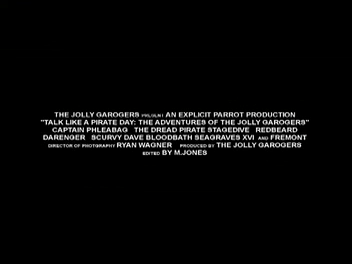 THE JOLLY GAROGERS PRESENT AN EXPLICIT PARROT PRODUCTION
"TALK LIKE A PIRATE DAY: THE ADVENTURES OF THE JOLLY GAROGERS"
CAPTAIN PHLEABAG THE DREAD PIRATE STAGEDIVE REDBEARD
DARENGER SCURVY DAVE BLOODBATH SEAGRAVES XVI AND FREMONT
DIRECTOR OF PHOTGRAPHY RYAN WAGNER PRODUCED BY THE JOLLY GAROGERS
EDITED BY M.JONES